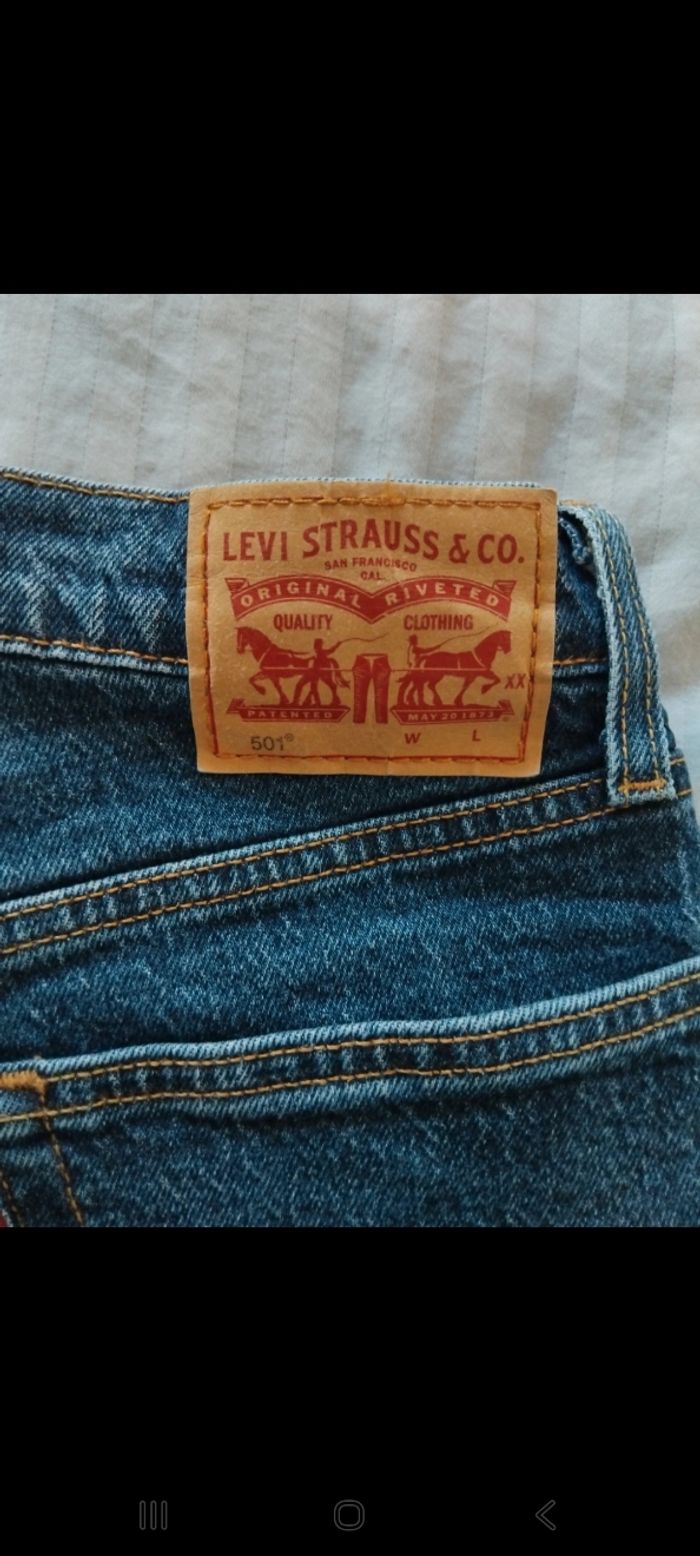 LEVI STRAUSS & CO.
SAN FRANCISCO
CAL.
ORIGINAL RIVETED
QUALITY CLOTHING
XX
PATENTED MAY 20 1873
501® W L